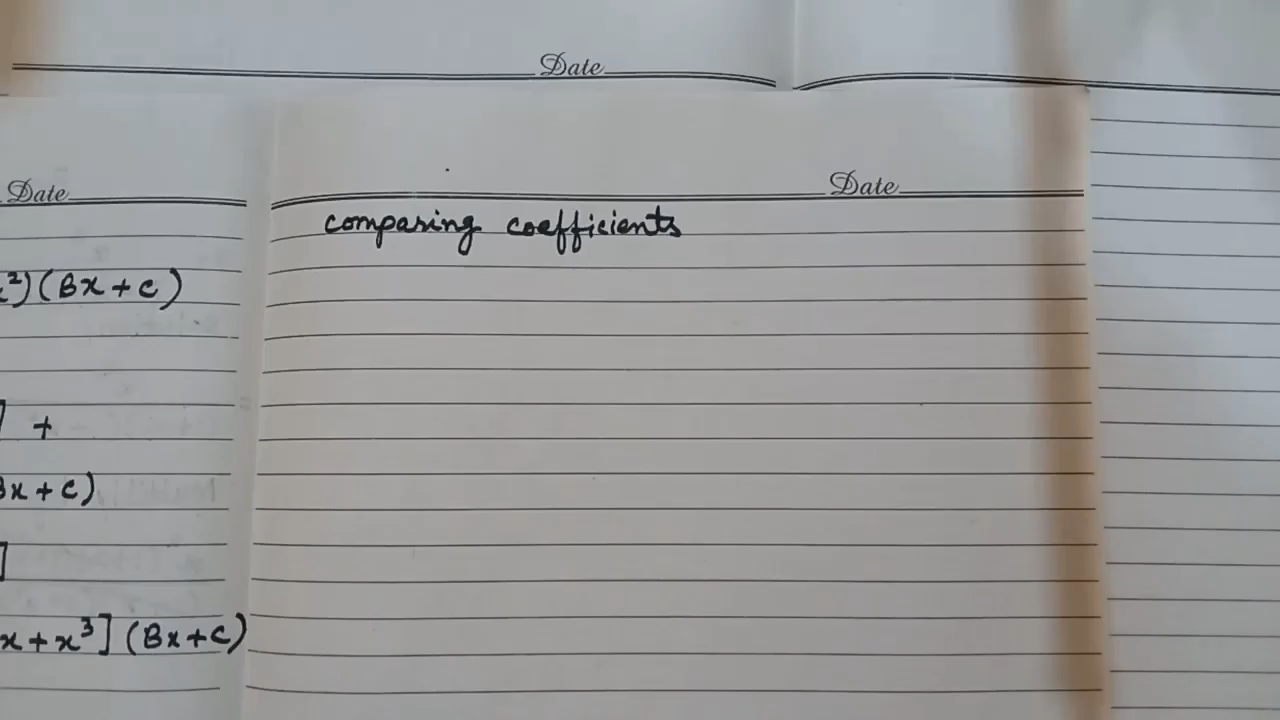 Date
Date
Date
comparing coefficients
²)(Bx + c)
] +
Bx + c)
]
x + x³](Bx+c)